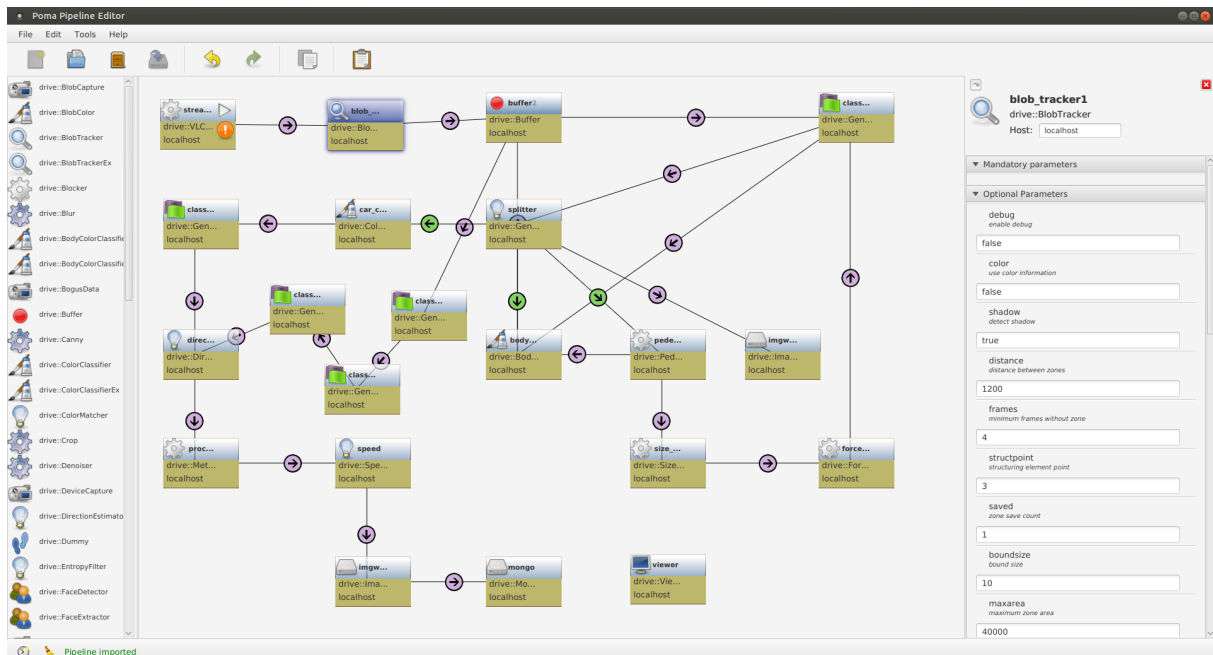 Poma Pipeline Editor
File Edit Tools Help
drive::BlobCapture
drive::BlobColor
drive::BlobTracker
drive::BlobTrackerEx
drive::Blocker
drive::Blur
drive::BodyColorClassifie
drive::BodyColorClassifie
drive::BogusData
drive::Buffer
drive::Canny
drive::ColorClassifier
drive::ColorClassifierEx
drive::ColorMatcher
drive::Crop
drive::Denoiser
drive::DeviceCapture
drive::DirectionEstimato
drive::Dummy
drive::EntropyFilter
drive::FaceDetector
drive::FaceExtractor
strea...
drive::VLC...
localhost
blob_...
drive::Blo...
localhost
buffer2
drive::Buffer
localhost
class...
drive::Gen...
localhost
class...
drive::Gen...
localhost
car_c...
drive::Col...
localhost
splitter
drive::Gen...
localhost
class...
drive::Gen...
localhost
class...
drive::Gen...
localhost
direc...
drive::Dir...
localhost
class...
drive::Gen...
localhost
body...
drive::Bod...
localhost
pede...
drive::Ped...
localhost
imgw...
drive::Ima...
localhost
proc...
drive::Met...
localhost
speed
drive::Spe...
localhost
size_...
drive::Size...
localhost
force...
drive::For...
localhost
imgw...
drive::Ima...
localhost
mongo
drive::Mo...
localhost
viewer
drive::Vie...
localhost
blob_tracker1
drive::BlobTracker
Host: localhost
Mandatory parameters
Optional Parameters
debug
enable debug
false
color
use color information
false
shadow
detect shadow
true
distance
distance between zones
1200
frames
minimum frames without zone
4
structpoint
structuring element point
3
saved
zone save count
1
boundsize
bound size
10
maxarea
maximum zone area
40000
Pipeline imported